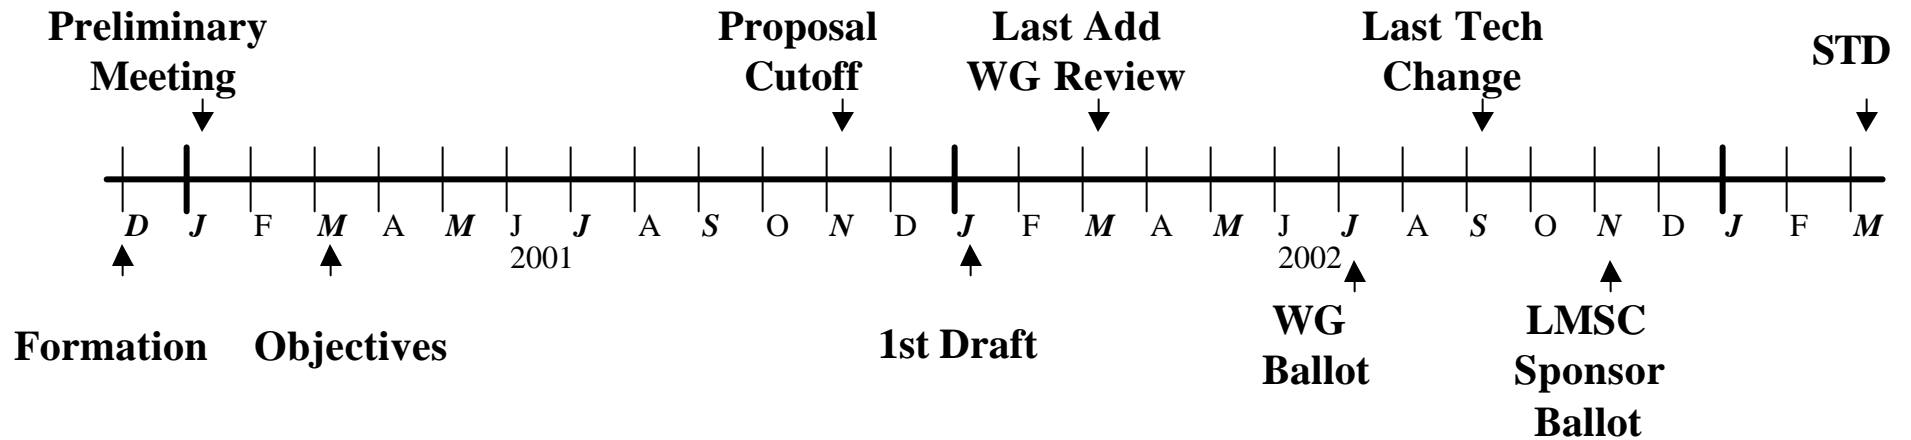 Preliminary
Meeting
Proposal
Cutoff
Last Add
WG Review
Last Tech
Change
STD
D J F M A M J J A S O N D J F M A M J J A S O N D J F M
2001
2002
Formation
Objectives
1st Draft
WG
Ballot
LMSC
Sponsor
Ballot